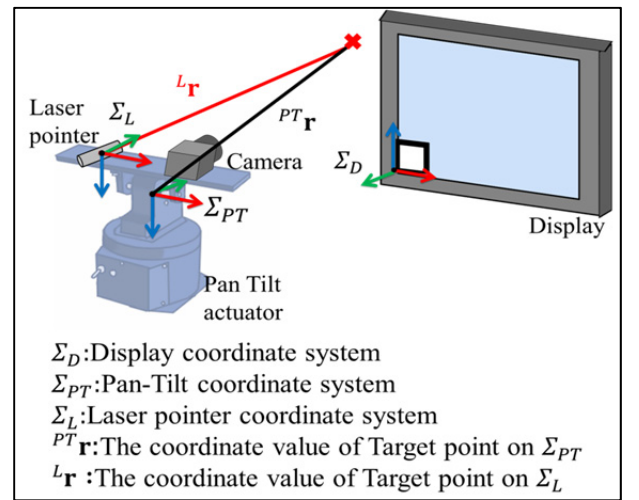 Laser
pointer
Σ_L
^L r
^PT r
Camera
Σ_PT
Σ_D
Display
Pan Tilt
actuator
Σ_D:Display coordinate system
Σ_PT:Pan-Tilt coordinate system
Σ_L:Laser pointer coordinate system
^PT r:The coordinate value of Target point on Σ_PT
^L r :The coordinate value of Target point on Σ_L